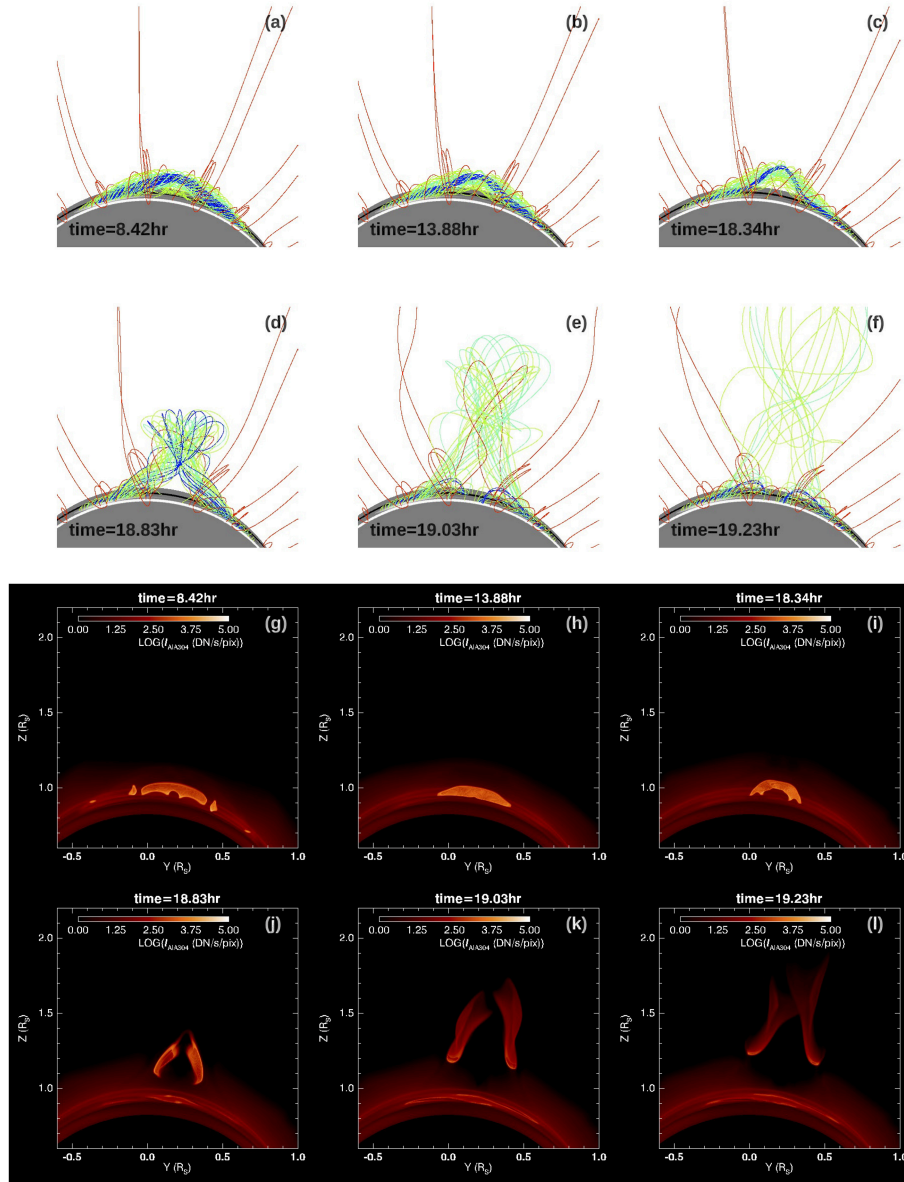 (a)
(b)
(c)
time=8.42hr
time=13.88hr
time=18.34hr
(d)
(e)
(f)
time=18.83hr
time=19.03hr
time=19.23hr
time=8.42hr
time=13.88hr
time=18.34hr
(g)
(h)
(i)
0.00 1.25 2.50 3.75 5.00
0.00 1.25 2.50 3.75 5.00
0.00 1.25 2.50 3.75 5.00
LOG(I_AIA304 (DN/s/pix))
LOG(I_AIA304 (DN/s/pix))
LOG(I_AIA304 (DN/s/pix))
2.0
1.5
1.0
Z (R_S)
2.0
1.5
1.0
Z (R_S)
2.0
1.5
1.0
Z (R_S)
-0.5 0.0 0.5 1.0
-0.5 0.0 0.5 1.0
-0.5 0.0 0.5 1.0
Y (R_S)
Y (R_S)
Y (R_S)
time=18.83hr
time=19.03hr
time=19.23hr
(j)
(k)
(l)
0.00 1.25 2.50 3.75 5.00
0.00 1.25 2.50 3.75 5.00
0.00 1.25 2.50 3.75 5.00
LOG(I_AIA304 (DN/s/pix))
LOG(I_AIA304 (DN/s/pix))
LOG(I_AIA304 (DN/s/pix))
2.0
1.5
1.0
Z (R_S)
2.0
1.5
1.0
Z (R_S)
2.0
1.5
1.0
Z (R_S)
-0.5 0.0 0.5 1.0
-0.5 0.0 0.5 1.0
-0.5 0.0 0.5 1.0
Y (R_S)
Y (R_S)
Y (R_S)